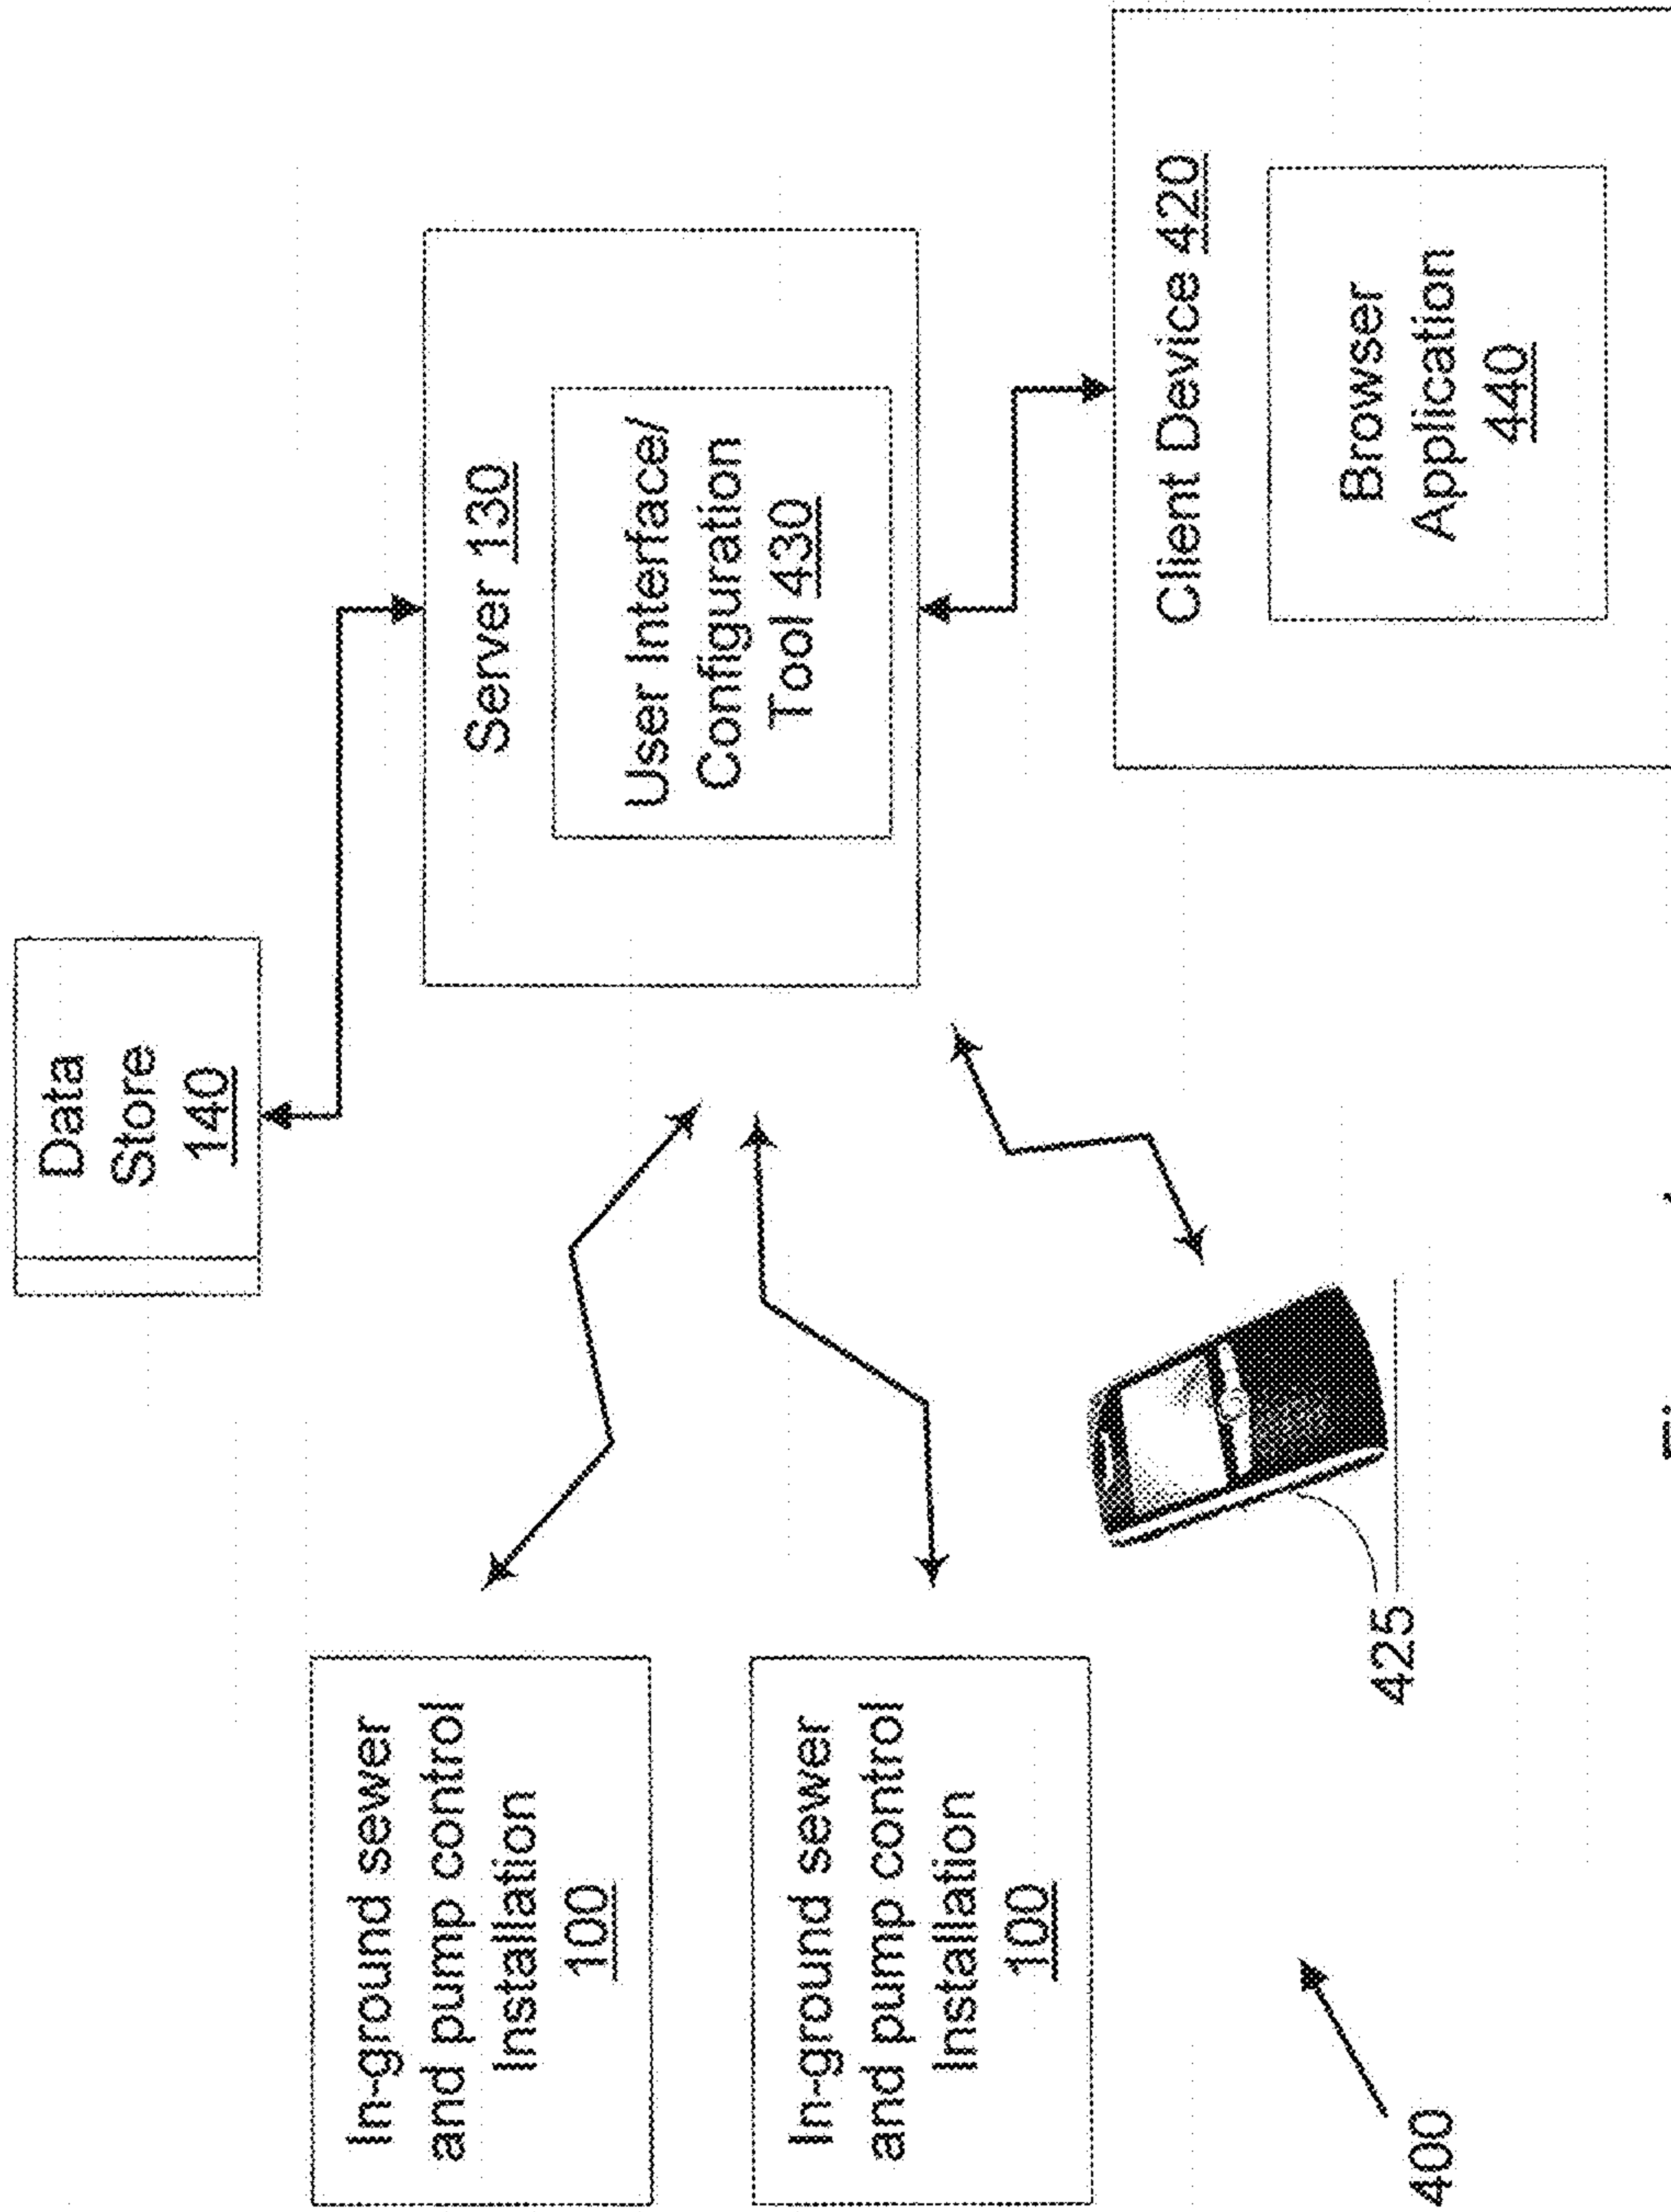 Data
Store
140
Server 130
User Interface/
Configuration
Tool 430
Client Device 420
Browser
Application
440
In-ground sewer
and pump control
Installation
100
In-ground sewer
and pump control
Installation
100
425
400